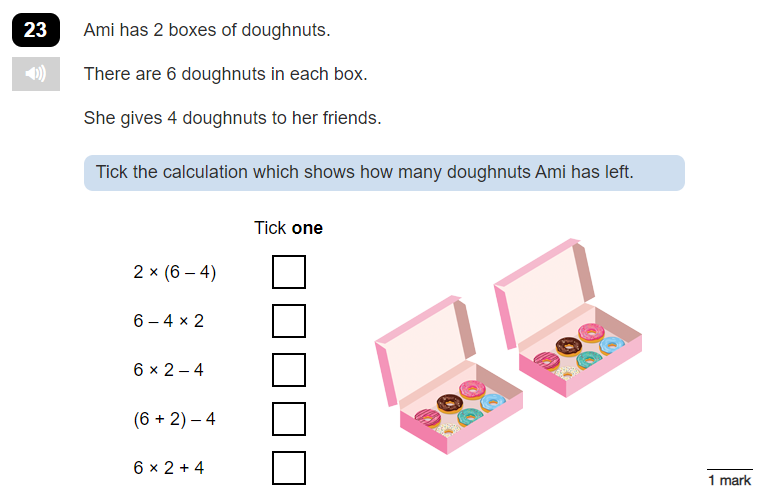 23 Ami has 2 boxes of doughnuts.
There are 6 doughnuts in each box.
She gives 4 doughnuts to her friends.
Tick the calculation which shows how many doughnuts Ami has left.
Tick one
2 × (6 – 4)
6 – 4 × 2
6 × 2 – 4
(6 + 2) – 4
6 × 2 + 4
1 mark